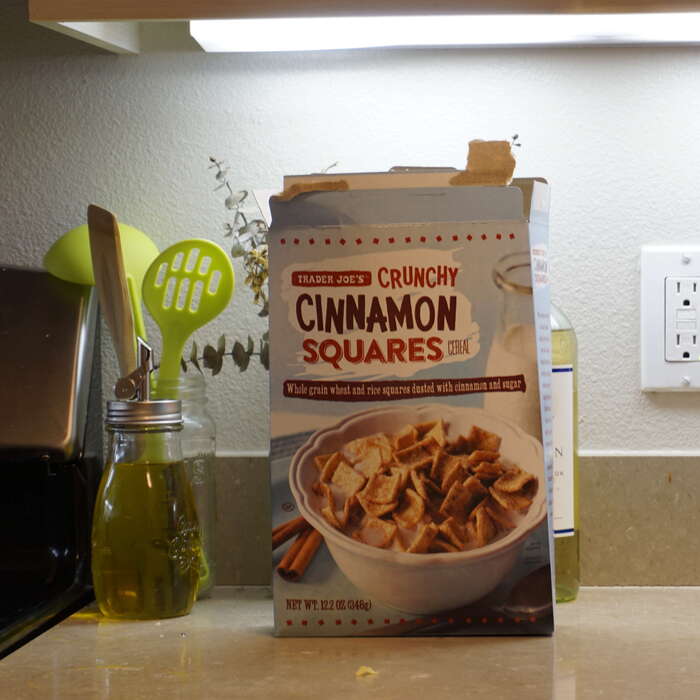 TRADER JOE'S CRUNCHY
CINNAMON
SQUARES CEREAL
Whole grain wheat and rice squares dusted with cinnamon and sugar
NET WT. 12.2 OZ (346g)